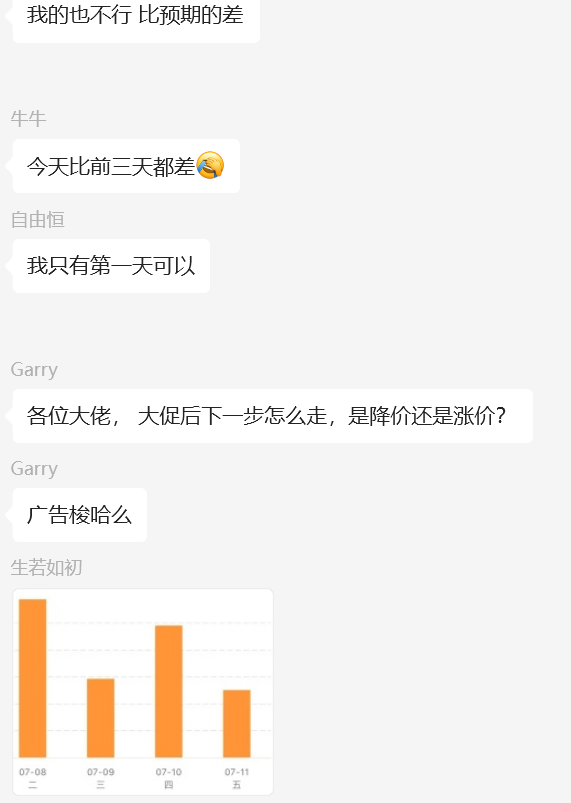 我的也不行 比预期的差
牛牛
今天比前三天都差🤣
自由恒
我只有第一天可以
Garry
各位大佬， 大促后下一步怎么走，是降价还是涨价？
Garry
广告梭哈么
生若如初
07-08 07-09 07-10 07-11
二 三 四 五